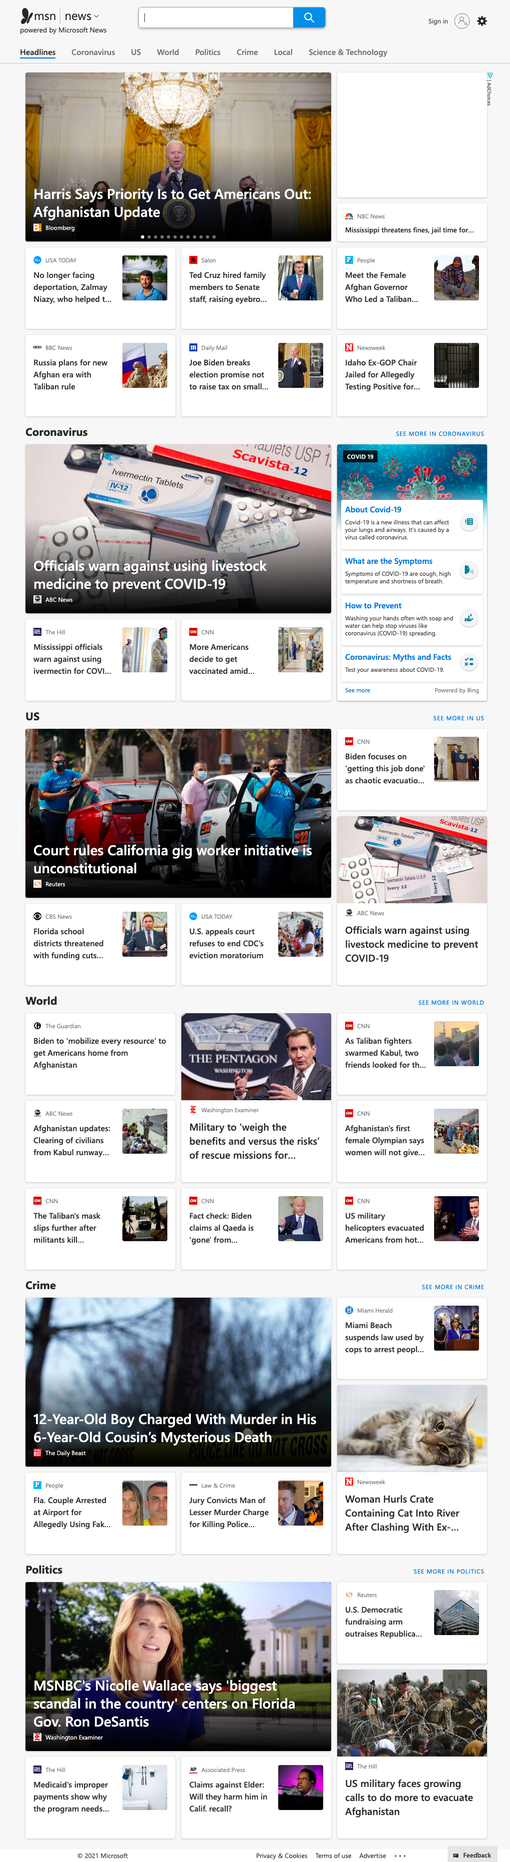 msn | news
powered by Microsoft News
Sign in
Headlines
Coronavirus
US
World
Politics
Crime
Local
Science & Technology
Harris Says Priority Is to Get Americans Out:
Afghanistan Update
Bloomberg
AdChoices
NBC News
Mississippi threatens fines, jail time for...
USA TODAY
No longer facing
deportation, Zalmay
Niazy, who helped t...
Salon
Ted Cruz hired family
members to Senate
staff, raising eyebro...
People
Meet the Female
Afghan Governor
Who Led a Taliban...
BBC News
Russia plans for new
Afghan era with
Taliban rule
Daily Mail
Joe Biden breaks
election promise not
to raise tax on small...
Newsweek
Idaho Ex-GOP Chair
Jailed for Allegedly
Testing Positive for...
Coronavirus
SEE MORE IN CORONAVIRUS
Tablets USP
Scavista-12
Ivermectin Tablets
IV-12
Officials warn against using livestock
medicine to prevent COVID-19
ABC News
COVID 19
About Covid-19
Covid-19 is a new illness that can affect
your lungs and airways. It's caused by a
virus called coronavirus.
What are the Symptoms
Symptoms of COVID-19 are cough, high
temperature and shortness of breath.
How to Prevent
Washing your hands often with soap and
water can help stop viruses like
coronavirus (COVID-19) spreading.
Coronavirus: Myths and Facts
Test your awareness about COVID-19.
See more
Powered by Bing
The Hill
Mississippi officials
warn against using
ivermectin for COVI...
CNN
More Americans
decide to get
vaccinated amid...
US
SEE MORE IN US
Court rules California gig worker initiative is
unconstitutional
Reuters
CNN
Biden focuses on
'getting this job done'
as chaotic evacuatio...
Scavista-12
Ivermectin Tablets
ABC News
Officials warn against using
livestock medicine to prevent
COVID-19
CBS News
Florida school
districts threatened
with funding cuts...
USA TODAY
U.S. appeals court
refuses to end CDC's
eviction moratorium
World
SEE MORE IN WORLD
The Guardian
Biden to 'mobilize every resource' to
get Americans home from
Afghanistan
THE PENTAGON
WASHINGTON
Washington Examiner
Military to 'weigh the
benefits and versus the risks'
of rescue missions for...
CNN
As Taliban fighters
swarmed Kabul, two
friends looked for th...
ABC News
Afghanistan updates:
Clearing of civilians
from Kabul runway...
CNN
Afghanistan's first
female Olympian says
women will not give...
CNN
The Taliban's mask
slips further after
militants kill...
CNN
Fact check: Biden
claims al Qaeda is
'gone' from...
CNN
US military
helicopters evacuated
Americans from hot...
Crime
SEE MORE IN CRIME
POLICE LINE DO NOT CROSS
12-Year-Old Boy Charged With Murder in His
6-Year-Old Cousin's Mysterious Death
The Daily Beast
Miami Herald
Miami Beach
suspends law used by
cops to arrest peopl...
Newsweek
Woman Hurls Crate
Containing Cat Into River
After Clashing With Ex-...
People
Fla. Couple Arrested
at Airport for
Allegedly Using Fak...
Law & Crime
Jury Convicts Man of
Lesser Murder Charge
for Killing Police...
Politics
SEE MORE IN POLITICS
MSNBC's Nicolle Wallace says 'biggest
scandal in the country' centers on Florida
Gov. Ron DeSantis
Washington Examiner
Reuters
U.S. Democratic
fundraising arm
outraises Republica...
The Hill
US military faces growing
calls to do more to evacuate
Afghanistan
The Hill
Medicaid's improper
payments show why
the program needs...
Associated Press
Claims against Elder:
Will they harm him in
Calif. recall?
© 2021 Microsoft
Privacy & Cookies
Terms of use
Advertise
Feedback